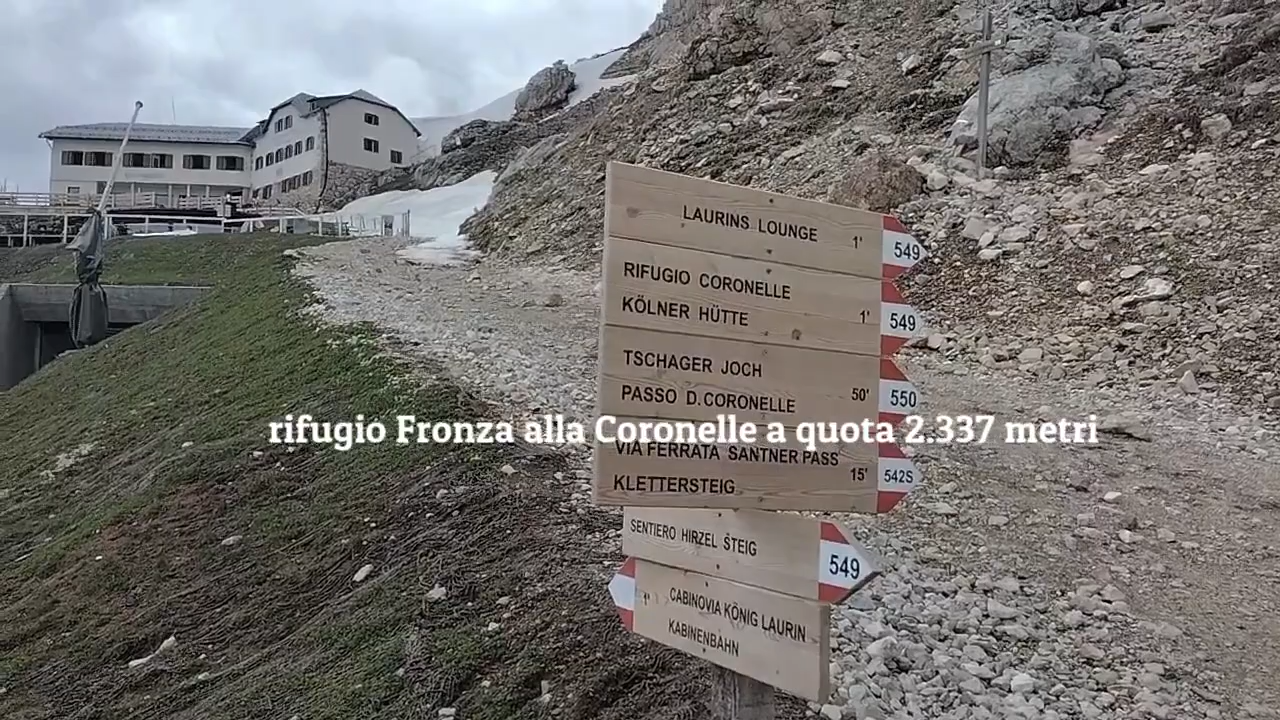 LAURINS LOUNGE 1' 549
RIFUGIO CORONELLE
KÖLNER HÜTTE 1' 549
TSCHAGER JOCH
PASSO D.CORONELLE 50' 550
rifugio Fronza alla Coronelle a quota 2.337 metri
VIA FERRATA SANTNER PASS
KLETTERSTEIG 15' 542S
SENTIERO HIRZEL ŠTEIG 549
1' CABINOVIA KÖNIG LAURIN
KABINENBAHN